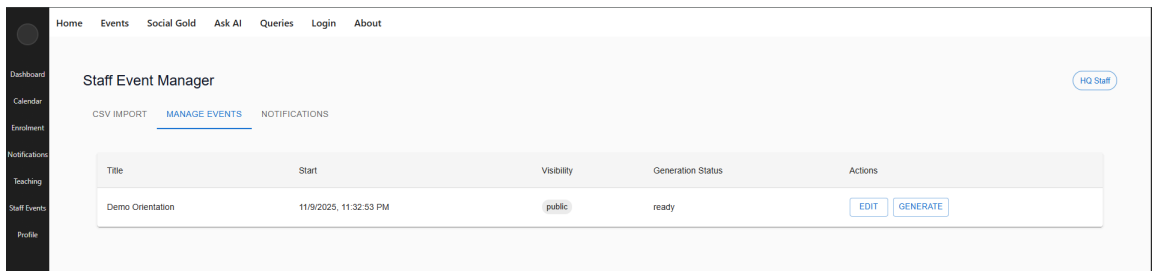 Home Events Social Gold Ask AI Queries Login About
Dashboard
Calendar
Enrolment
Notifications
Teaching
Staff Events
Profile
Staff Event Manager
HQ Staff
CSV IMPORT MANAGE EVENTS NOTIFICATIONS
Title Start Visibility Generation Status Actions
Demo Orientation 11/9/2025, 11:32:53 PM public ready EDIT GENERATE